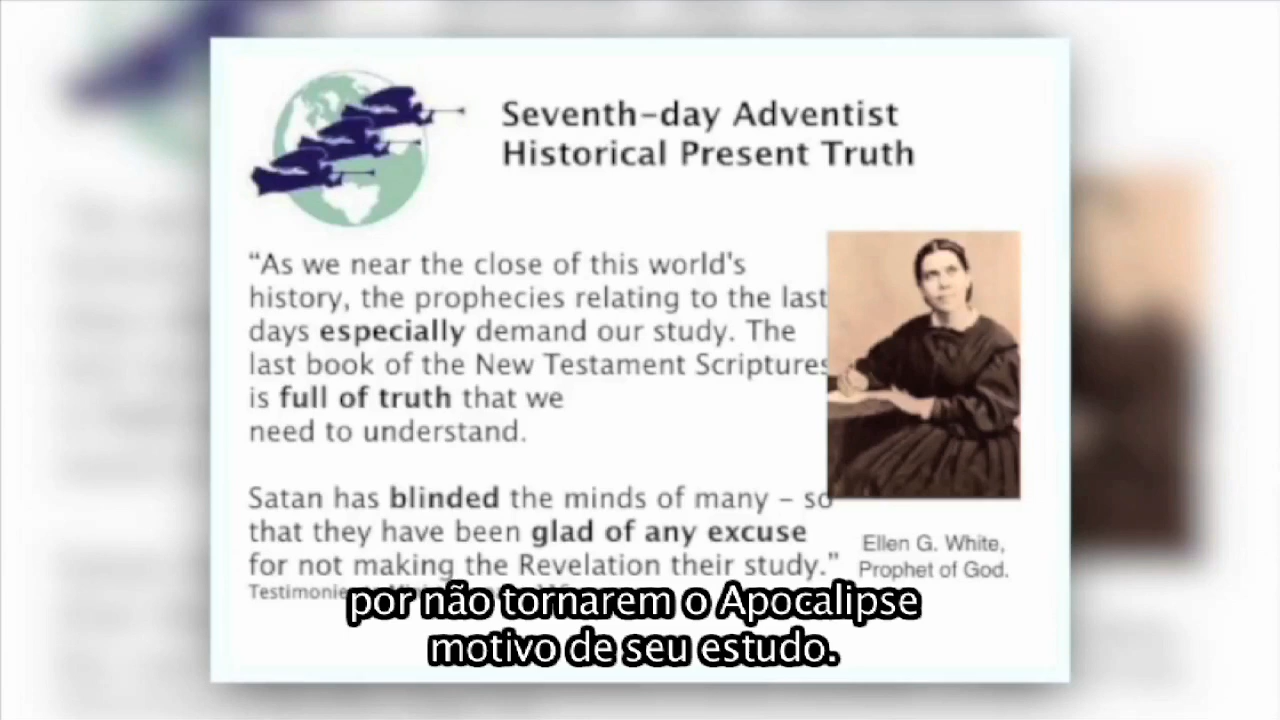 Seventh-day Adventist
Historical Present Truth
“As we near the close of this world's
history, the prophecies relating to the last
days especially demand our study. The
last book of the New Testament Scriptures
is full of truth that we
need to understand.
Satan has blinded the minds of many – so
that they have been glad of any excuse
for not making the Revelation their study.”
Ellen G. White,
Prophet of God.
por não tornarem o Apocalipse
motivo de seu estudo.